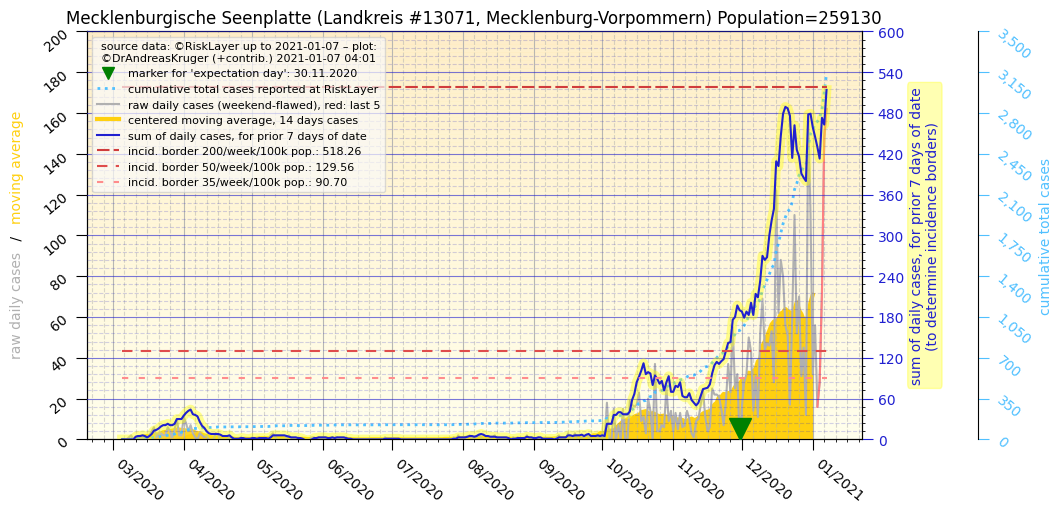 Mecklenburgische Seenplatte (Landkreis #13071, Mecklenburg-Vorpommern) Population=259130
source data: ©RiskLayer up to 2021-01-07 – plot:
©DrAndreasKruger (+contrib.) 2021-01-07 04:01
marker for 'expectation day': 30.11.2020
cumulative total cases reported at RiskLayer
raw daily cases (weekend-flawed), red: last 5
centered moving average, 14 days cases
sum of daily cases, for prior 7 days of date
incid. border 200/week/100k pop.: 518.26
incid. border 50/week/100k pop.: 129.56
incid. border 35/week/100k pop.: 90.70
raw daily cases / moving average
200
180
160
140
120
100
80
60
40
20
0
03/2020
04/2020
05/2020
06/2020
07/2020
08/2020
09/2020
10/2020
11/2020
12/2020
01/2021
600
540
480
420
360
300
240
180
120
60
0
sum of daily cases, for prior 7 days of date
(to determine incidence borders)
3,500
3,150
2,800
2,450
2,100
1,750
1,400
1,050
700
350
0
cumulative total cases